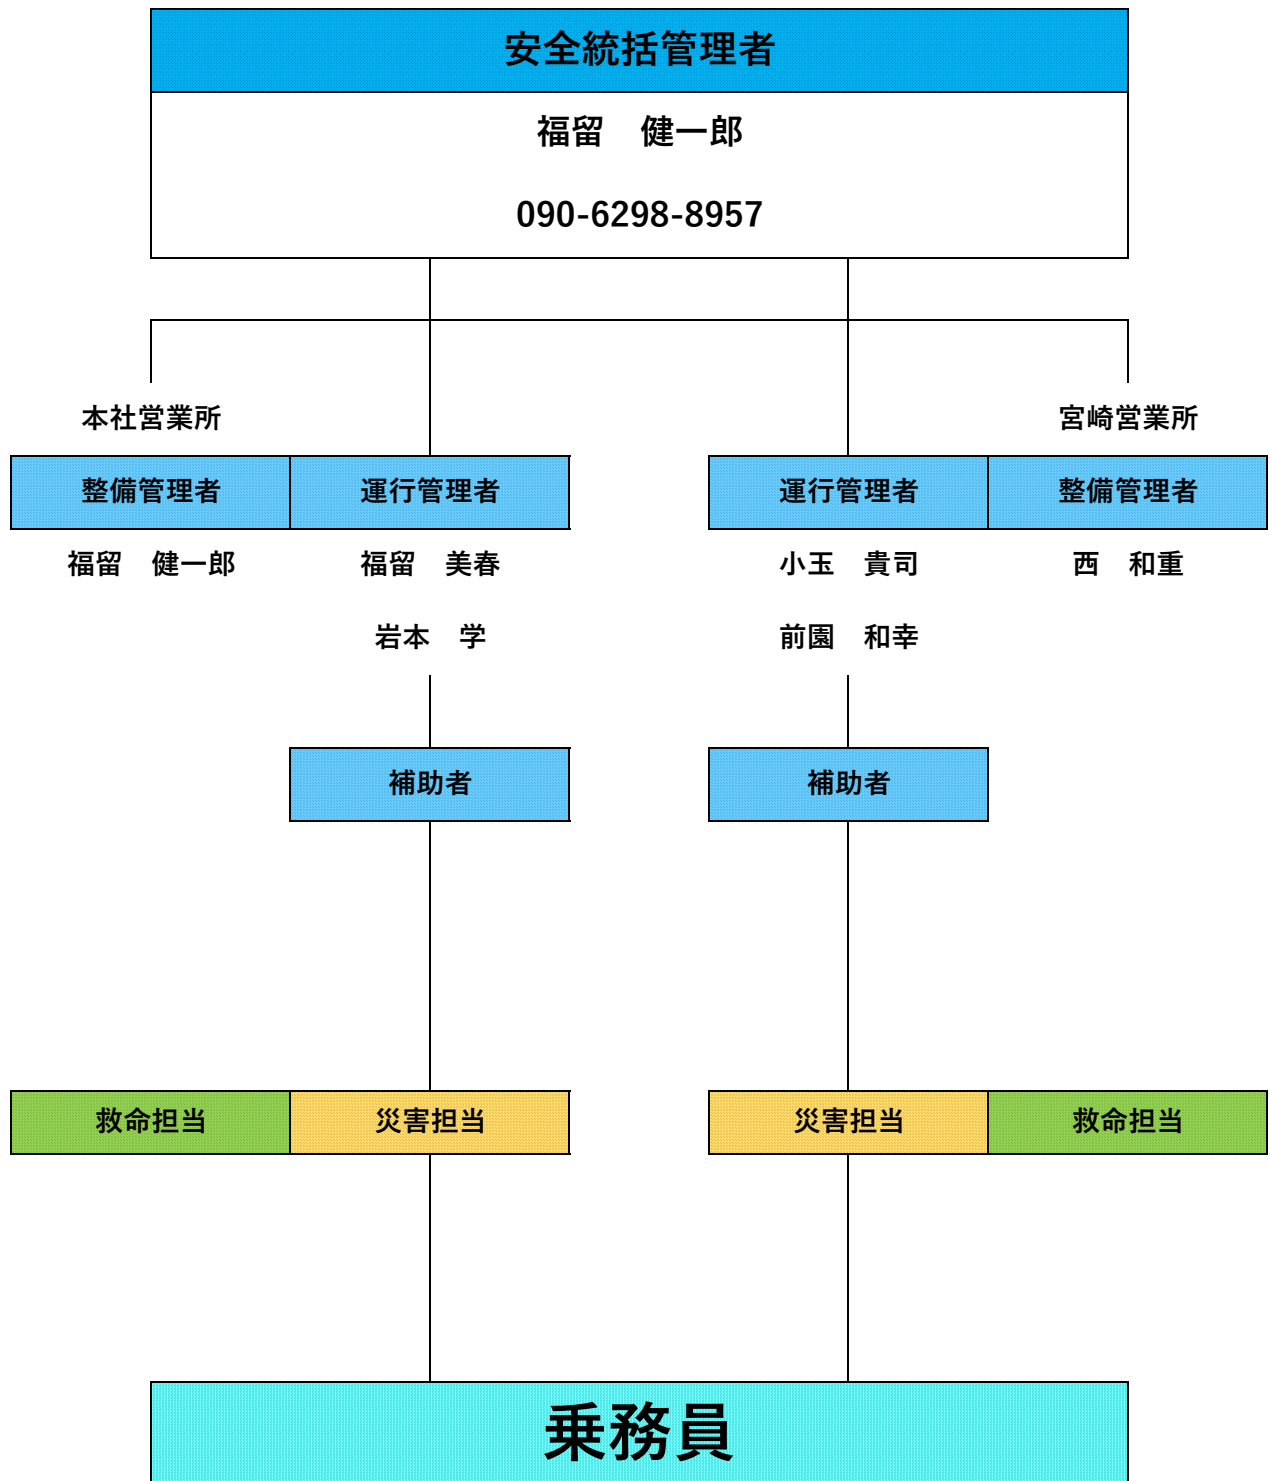 安全統括管理者
福留　健一郎
090-6298-8957
本社営業所　宮崎営業所
整備管理者　運行管理者　運行管理者　整備管理者
福留　健一郎　福留　美春　小玉　貴司　西　和重
岩本　学　前園　和幸
補助者　補助者
救命担当　災害担当　災害担当　救命担当
乗務員